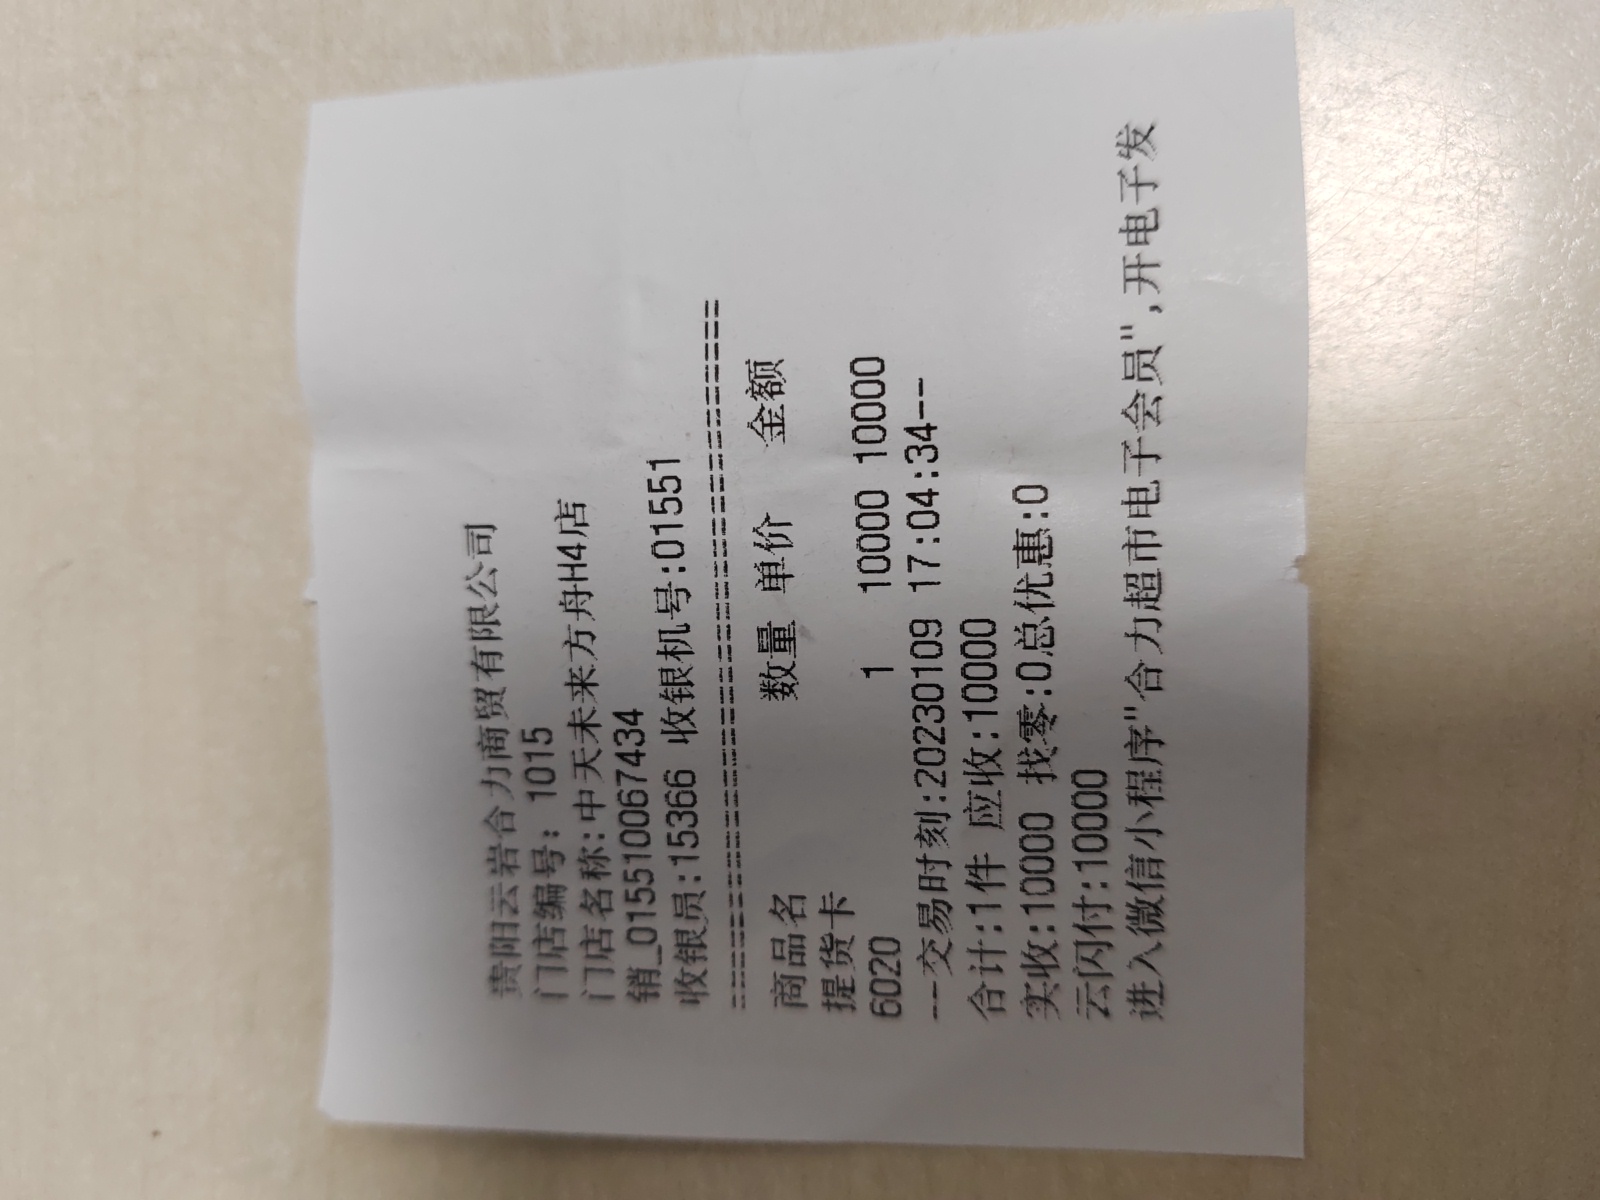 贵阳云岩合力商贸有限公司
门店编号: 1015
门店名称:中天未来方舟H4店
销_015510067434
收银员:15366 收银机号:01551
==================================
商品名 数量 单价 金额
提货卡
6020 1 10000 10000
---交易时刻:20230109 17:04:34--
合计:1件 应收:10000
实收:10000 找零:0总优惠:0
云闪付:10000
进入微信小程序"合力超市电子会员",开电子发